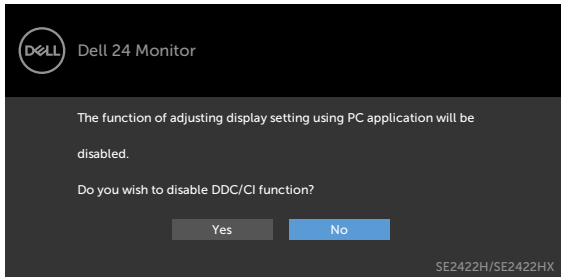 DELL
Dell 24 Monitor
The function of adjusting display setting using PC application will be
disabled.
Do you wish to disable DDC/CI function?
Yes
No
SE2422H/SE2422HX